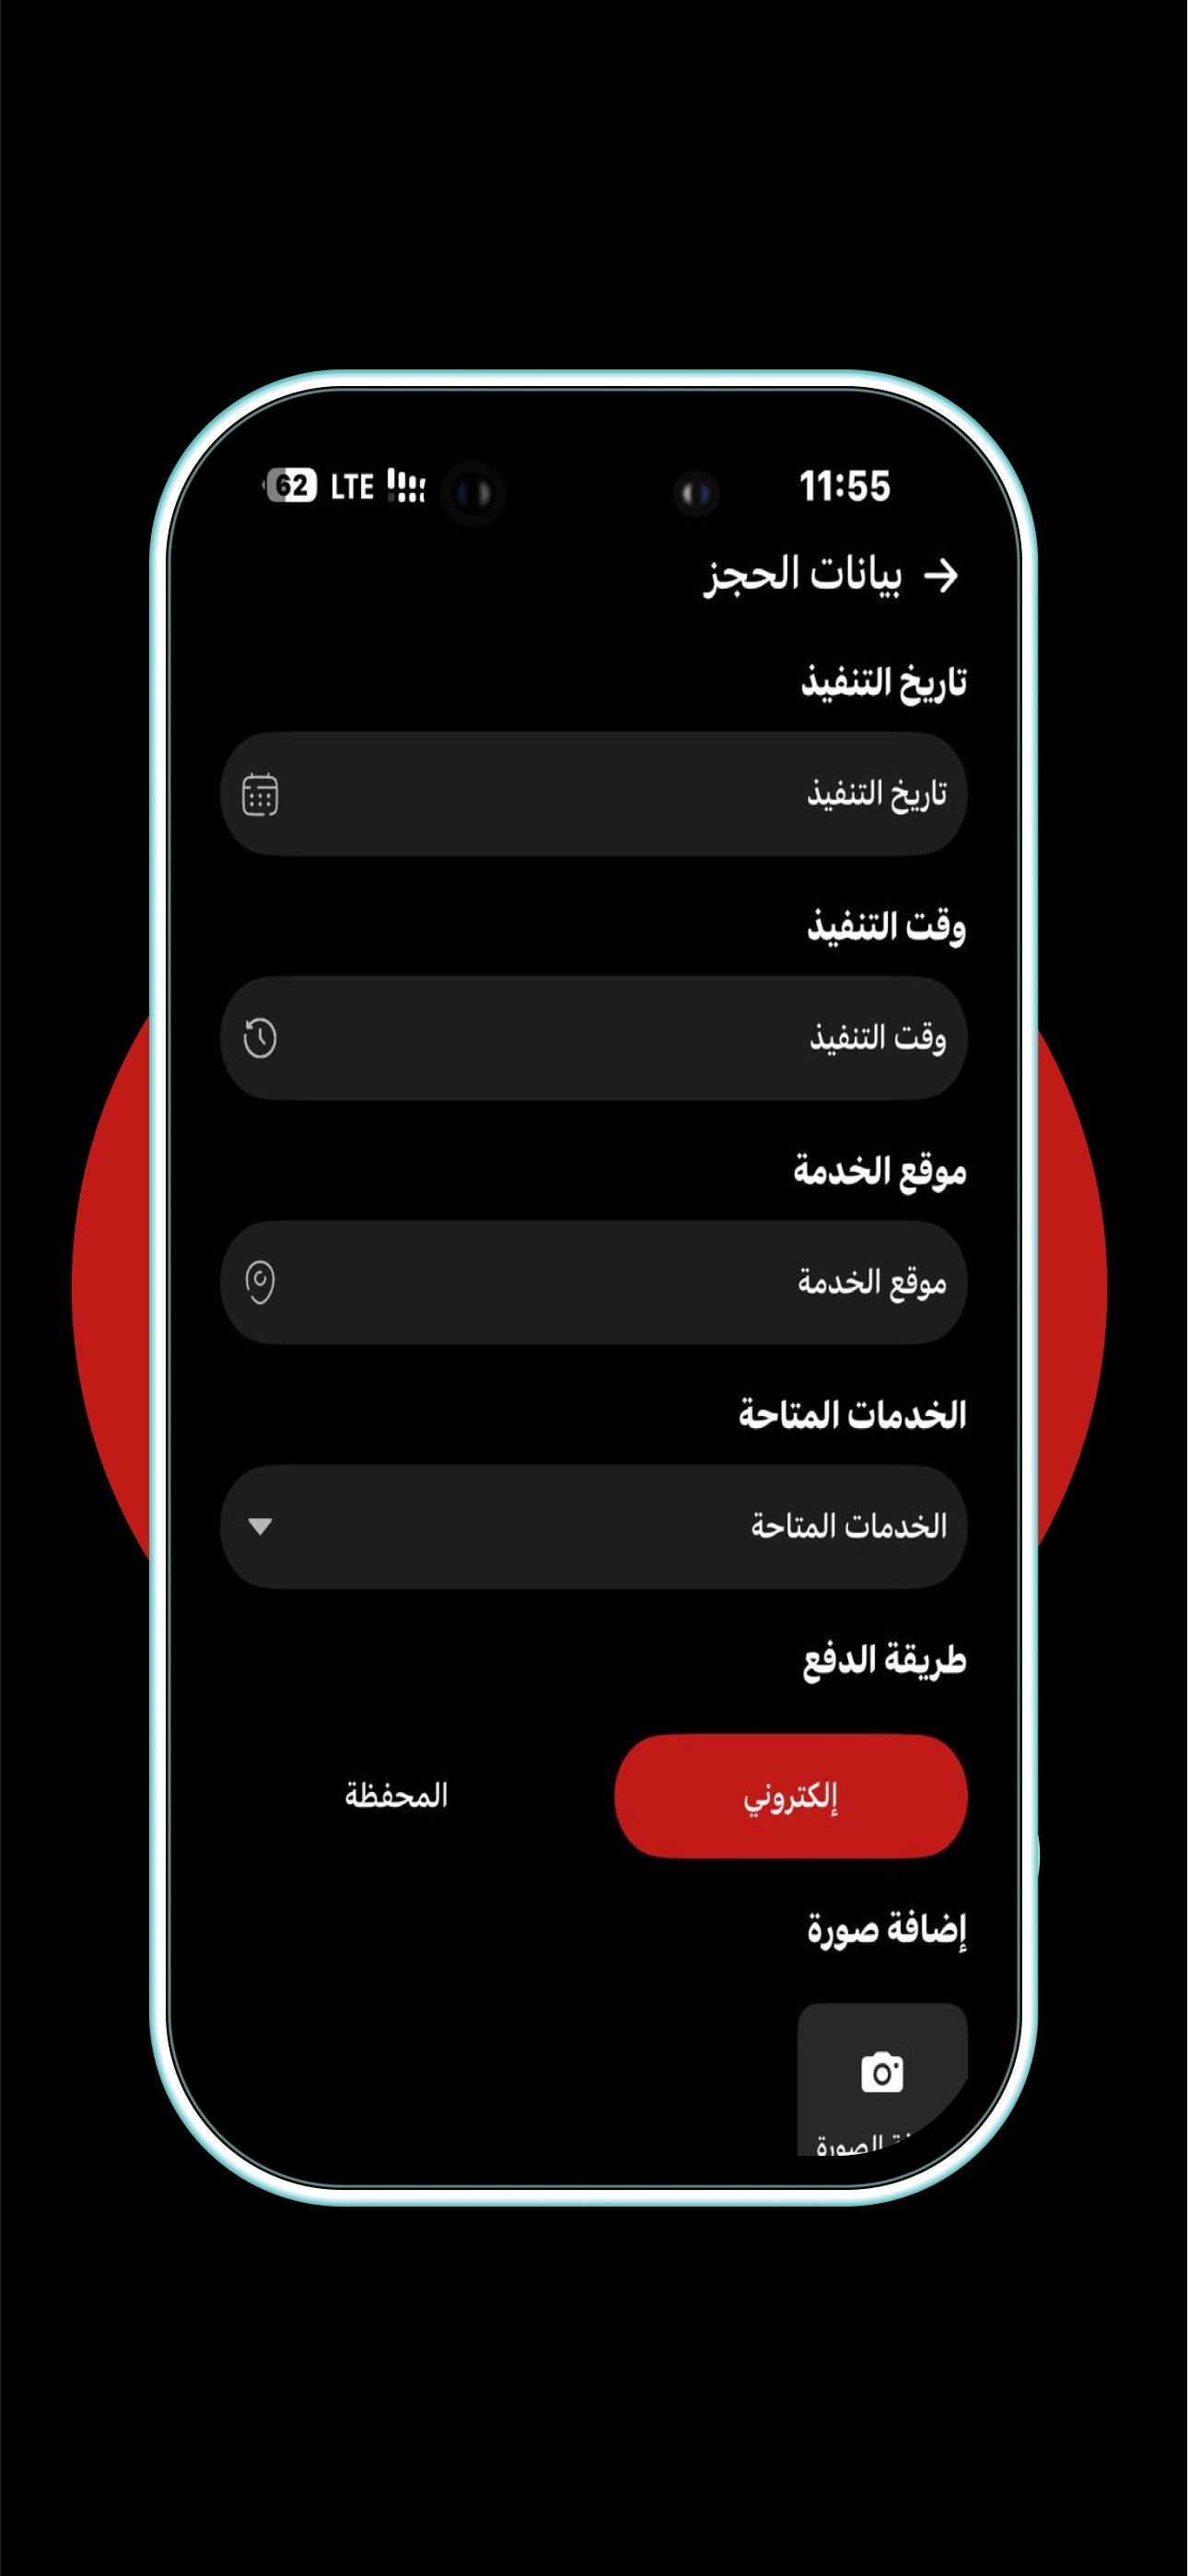 11:55 LTE 62
بيانات الحجز
تاريخ التنفيذ
تاريخ التنفيذ
وقت التنفيذ
وقت التنفيذ
موقع الخدمة
موقع الخدمة
الخدمات المتاحة
الخدمات المتاحة
طريقة الدفع
إلكتروني المحفظة
إضافة صورة
الصورة